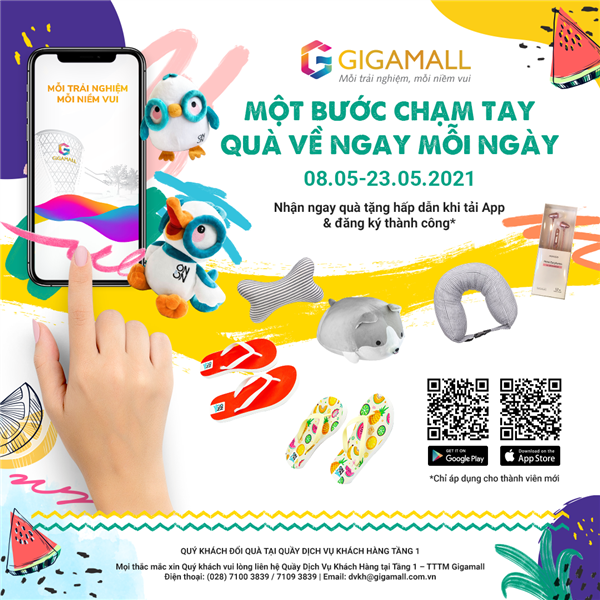 GIGAMALL
Mỗi trải nghiệm, mỗi niềm vui
MỘT BƯỚC CHẠM TAY
QUÀ VỀ NGAY MỖI NGÀY
08.05-23.05.2021
Nhận ngay quà tặng hấp dẫn khi tải App
& đăng ký thành công*
MỖI TRẢI NGHIỆM
MỖI NIỀM VUI
GIGAMALL
GET IT ON
Google Play
Download on the
App Store
*Chỉ áp dụng cho thành viên mới
QUÝ KHÁCH ĐỔI QUÀ TẠI QUẦY DỊCH VỤ KHÁCH HÀNG TẦNG 1
Mọi thắc mắc xin Quý khách vui lòng liên hệ Quầy Dịch Vụ Khách Hàng tại Tầng 1 – TTTM Gigamall
Điện thoại: (028) 7100 3839 / 7109 3839 | Email: dvkh@gigamall.com.vn